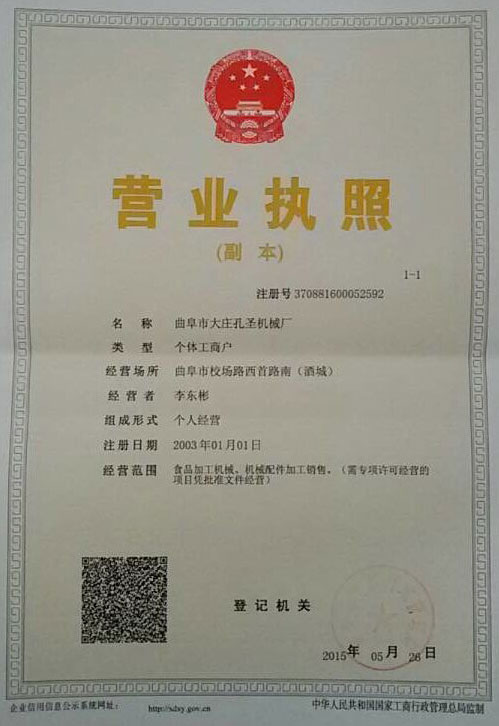 营业执照
(副 本)
1-1
注册号 370881600052592
名 称 曲阜市大庄孔圣机械厂
类 型 个体工商户
经营场所 曲阜市校场路西首路南（酒城）
经 营 者 李东彬
组成形式 个人经营
注册日期 2003年01月01日
经营范围 食品加工机械、机械配件加工销售。（需专项许可经营的
项目凭批准文件经营）
登记机关
2015年 05月 26日
企业信用信息公示系统网址： http://sdxy.gov.cn 中华人民共和国国家工商行政管理总局监制